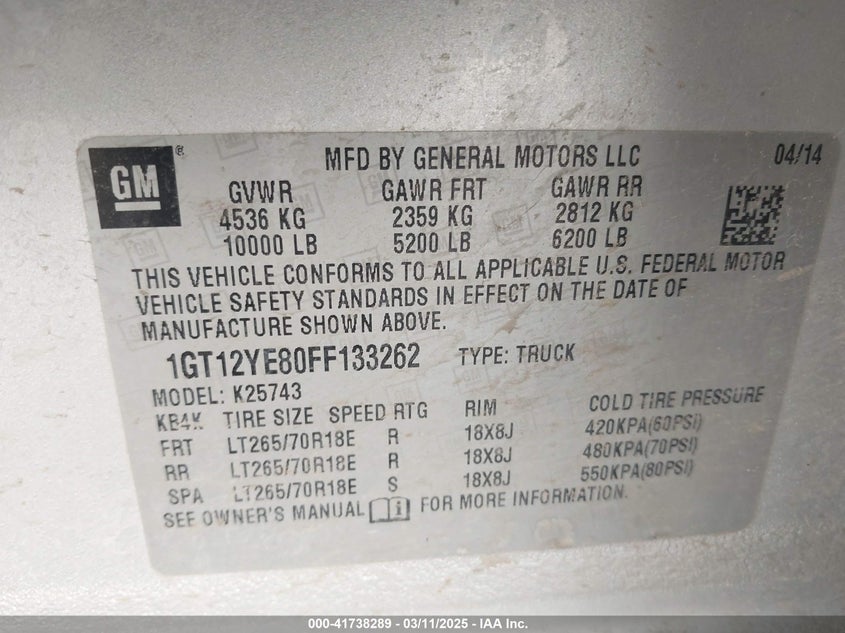 GM®
MFD BY GENERAL MOTORS LLC 04/14
GVWR GAWR FRT GAWR RR
4536 KG 2359 KG 2812 KG
10000 LB 5200 LB 6200 LB
THIS VEHICLE CONFORMS TO ALL APPLICABLE U.S. FEDERAL MOTOR
VEHICLE SAFETY STANDARDS IN EFFECT ON THE DATE OF
MANUFACTURE SHOWN ABOVE.
1GT12YE80FF133262 TYPE: TRUCK
MODEL: K25743
KB4K TIRE SIZE SPEED RTG RIM COLD TIRE PRESSURE
FRT LT265/70R18E R 18X8J 420KPA(60PSI)
RR LT265/70R18E R 18X8J 480KPA(70PSI)
SPA LT265/70R18E S 18X8J 550KPA(80PSI)
SEE OWNER'S MANUAL FOR MORE INFORMATION.
000-41738289 - 03/11/2025 - IAA Inc.